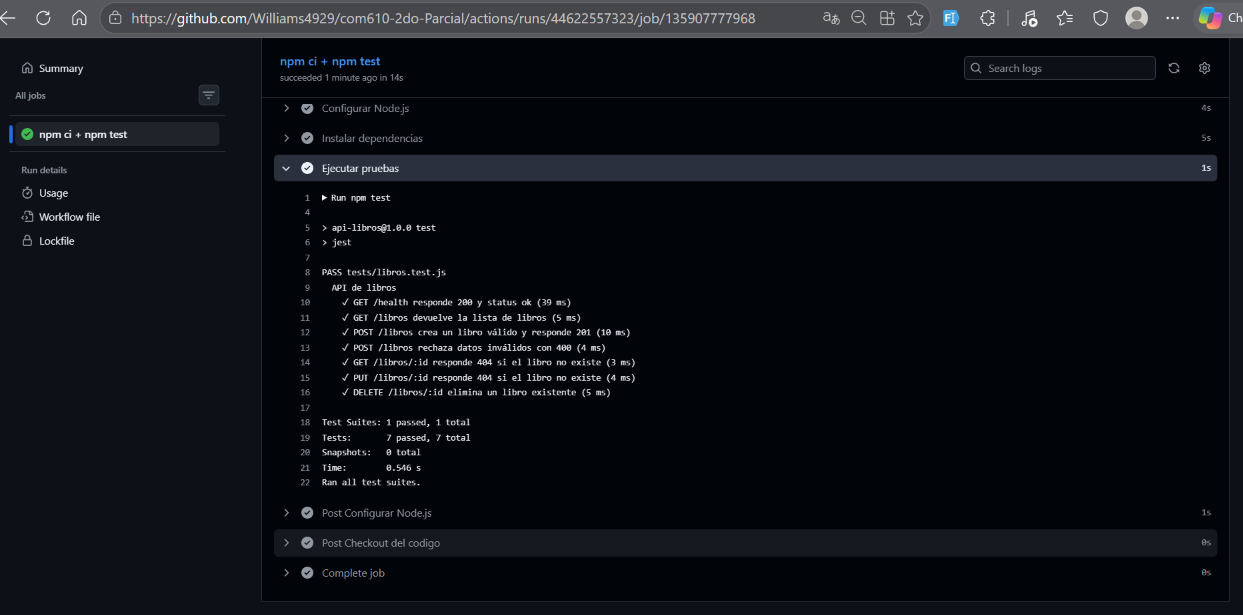 https://github.com/Williams4929/com610-2do-Parcial/actions/runs/44622557323/job/135907777968
Ch
Summary
All jobs
npm ci + npm test
Run details
Usage
Workflow file
Lockfile
npm ci + npm test
succeeded 1 minute ago in 14s
Search logs
Configurar Node.js 4s
Instalar dependencias 5s
Ejecutar pruebas 1s
1 Run npm test
4
5 > api-libros@1.0.0 test
6 > jest
7
8 PASS tests/libros.test.js
9 API de libros
10 ✓ GET /health responde 200 y status ok (39 ms)
11 ✓ GET /libros devuelve la lista de libros (5 ms)
12 ✓ POST /libros crea un libro válido y responde 201 (10 ms)
13 ✓ POST /libros rechaza datos inválidos con 400 (4 ms)
14 ✓ GET /libros/:id responde 404 si el libro no existe (3 ms)
15 ✓ PUT /libros/:id responde 404 si el libro no existe (4 ms)
16 ✓ DELETE /libros/:id elimina un libro existente (5 ms)
17
18 Test Suites: 1 passed, 1 total
19 Tests: 7 passed, 7 total
20 Snapshots: 0 total
21 Time: 0.546 s
22 Ran all test suites.
Post Configurar Node.js 1s
Post Checkout del codigo 0s
Complete job 0s